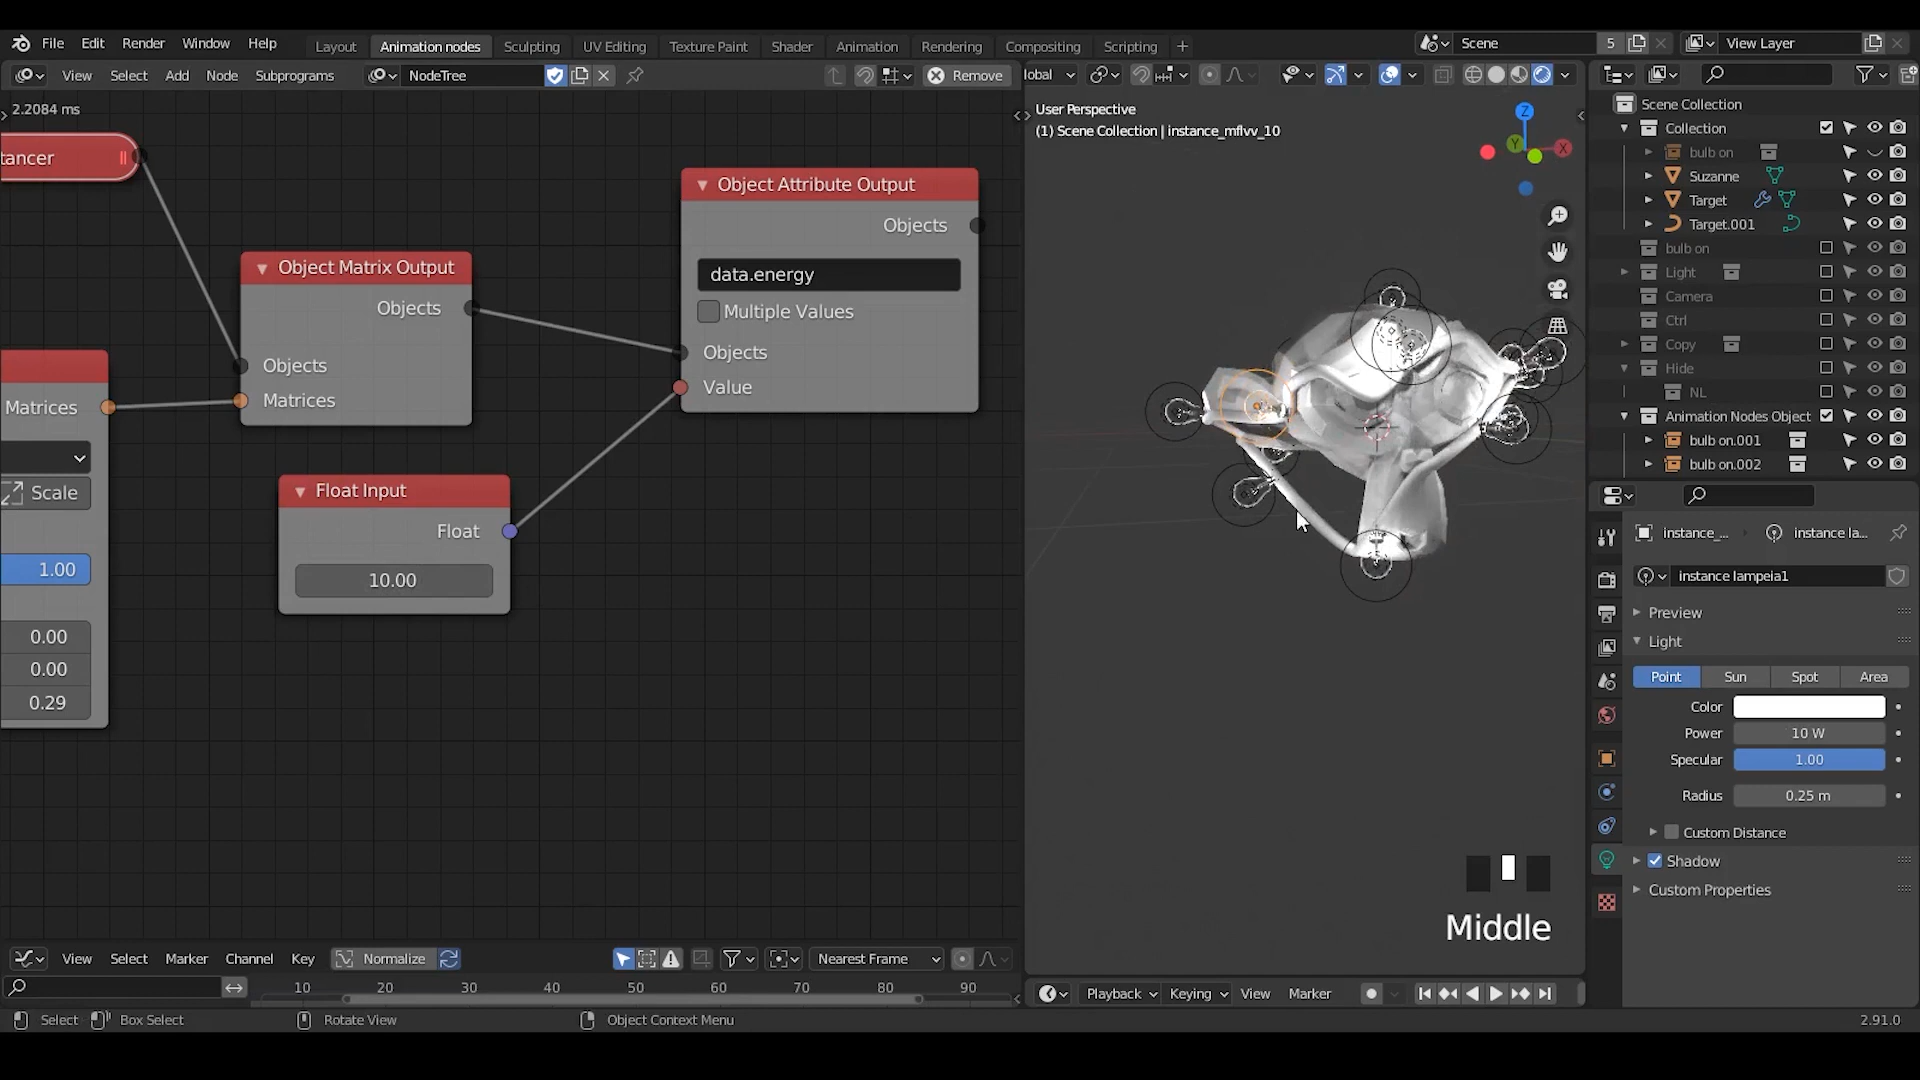 File Edit Render Window Help Layout Animation nodes Sculpting UV Editing Texture Paint Shader Animation Rendering Compositing Scripting + Scene 5 View Layer
View Select Add Node Subprograms NodeTree Remove lobal
2.2084 ms
tancer
Matrices
Scale
1.00
0.00
0.00
0.29
Object Matrix Output
Objects
Objects
Matrices
Float Input
Float
10.00
Object Attribute Output
Objects
data.energy
Multiple Values
Objects
Value
User Perspective
(1) Scene Collection | instance_mflvv_10
Z
Y
X
Middle
Scene Collection
Collection
bulb on
Suzanne
Target
Target.001
bulb on
Light
Camera
Ctrl
Copy
Hide
NL
Animation Nodes Object
bulb on.001
bulb on.002
instance_... instance la...
instance lampeia1
Preview
Light
Point Sun Spot Area
Color
Power 10 W
Specular 1.00
Radius 0.25 m
Custom Distance
Shadow
Custom Properties
View Select Marker Channel Key Normalize Nearest Frame
10 20 30 40 50 60 70 80 90
Playback Keying View Marker
Select Box Select Rotate View Object Context Menu 2.91.0